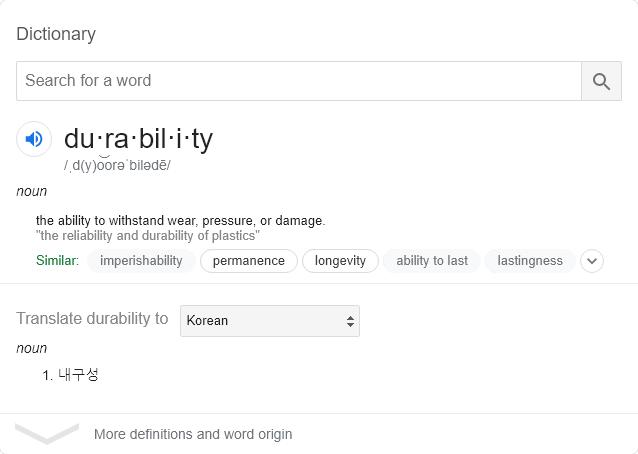 Dictionary
Search for a word
du·ra·bil·i·ty
/ˌd(y)o͝orəˈbilədē/
noun
the ability to withstand wear, pressure, or damage.
"the reliability and durability of plastics"
Similar: imperishability permanence longevity ability to last lastingness
Translate durability to Korean
noun
1. 내구성
More definitions and word origin